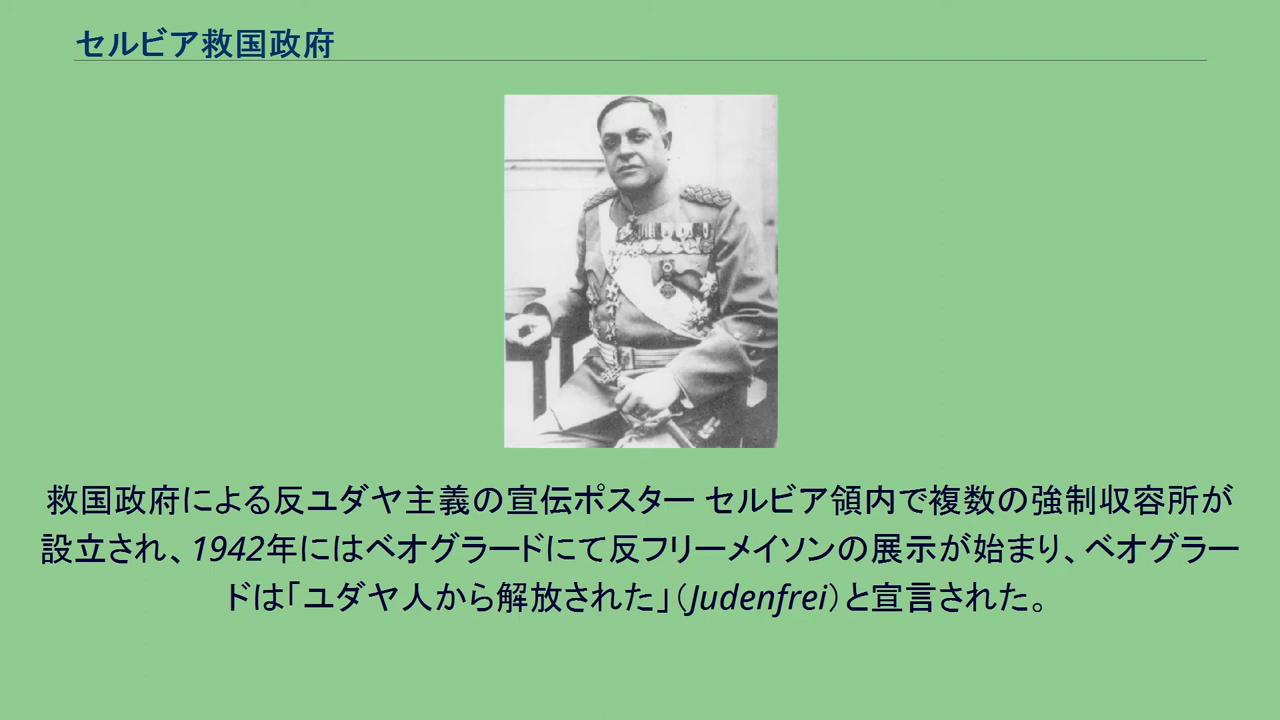 セルビア救国政府
救国政府による反ユダヤ主義の宣伝ポスター セルビア領内で複数の強制収容所が
設立され、1942年にはベオグラードにて反フリーメイソンの展示が始まり、ベオグラー
ドは「ユダヤ人から解放された」（Judenfrei）と宣言された。